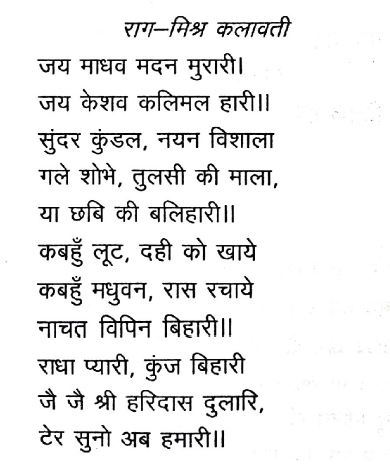 राग–मिश्र कलावती
जय माधव मदन मुरारी।
जय केशव कलिमल हारी॥
सुंदर कुंडल, नयन विशाला
गले शोभे, तुलसी की माला,
या छबि की बलिहारी॥
कबहुँ लूट, दही को खाये
कबहुँ मधुवन, रास रचाये
नाचत विपिन बिहारी॥
राधा प्यारी, कुंज बिहारी
जै जै श्री हरिदास दुलारि,
टेर सुनो अब हमारी॥